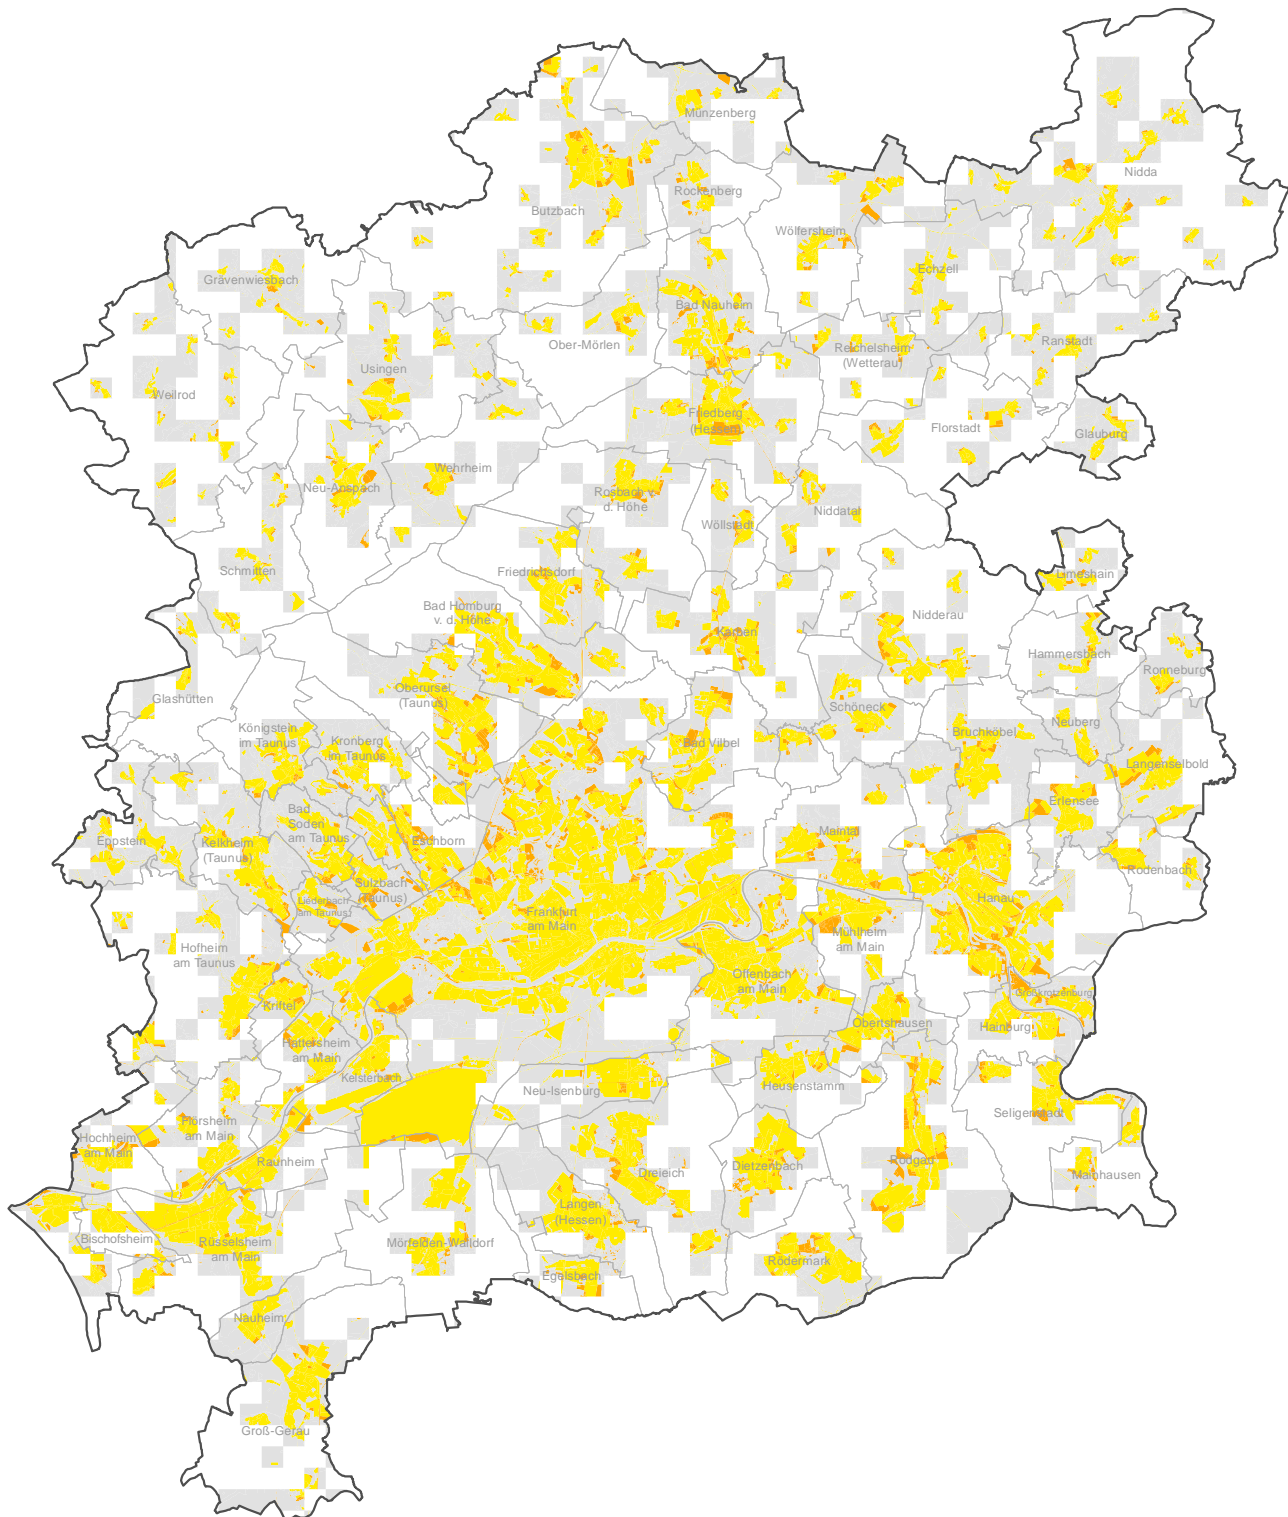 Münzenberg
Nidda
Rockenberg
Butzbach
Wölfersheim
Echzell
Grävenwiesbach
Bad Nauheim
Ober-Mörlen
Reichelsheim
(Wetterau)
Ranstadt
Usingen
Weilrod
Friedberg
(Hessen)
Florstadt
Glauburg
Wehrheim
Neu-Anspach
Rosbach v.
d. Höhe
Niddatal
Wöllstadt
Schmitten
Friedrichsdorf
Limeshain
Bad Homburg
v. d. Höhe
Nidderau
Karben
Hammersbach
Ronneburg
Glashütten
Oberursel
(Taunus)
Schöneck
Königstein
im Taunus
Kronberg
im Taunus
Bad Vilbel
Bruchköbel
Neuberg
Langenselbold
Erlensee
Bad
Soden
am Taunus
Eschborn
Maintal
Eppstein
Kelkheim
(Taunus)
Rodenbach
Sulzbach
(Taunus)
Liederbach
am Taunus
Hanau
Frankfurt
am Main
Mühlheim
am Main
Hofheim
am Taunus
Offenbach
am Main
Großkrotzenburg
Kriftel
Obertshausen
Hainburg
Hattersheim
am Main
Kelsterbach
Neu-Isenburg
Heusenstamm
Seligenstadt
Flörsheim
am Main
Hochheim
am Main
Raunheim
Dreieich
Dietzenbach
Rodgau
Mainhausen
Langen
(Hessen)
Bischofsheim
Rüsselsheim
am Main
Mörfelden-Walldorf
Rödermark
Egelsbach
Nauheim
Groß-Gerau